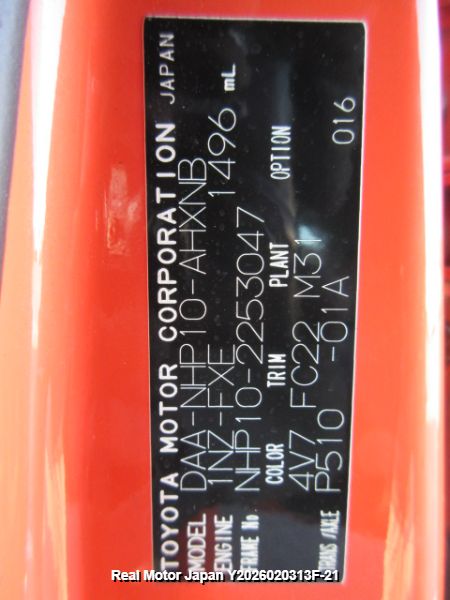 TOYOTA MOTOR CORPORATION JAPAN
MODEL DAA-NHP10-AHXNB
ENGINE 1NZ-FXE 1496 mL
FRAME No NHP10-2253047
COLOR TRIM PLANT OPTION
4V7 FC22 M31 016
TRANS /AXLE P510 -01A
Real Motor Japan Y2026020313F-21